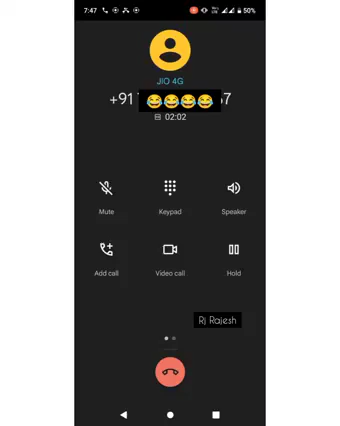 7:47
50%
JIO 4G
+91 😂😂😂😂 7
02:02
Mute
Keypad
Speaker
Add call
Video call
Hold
Rj Rajesh